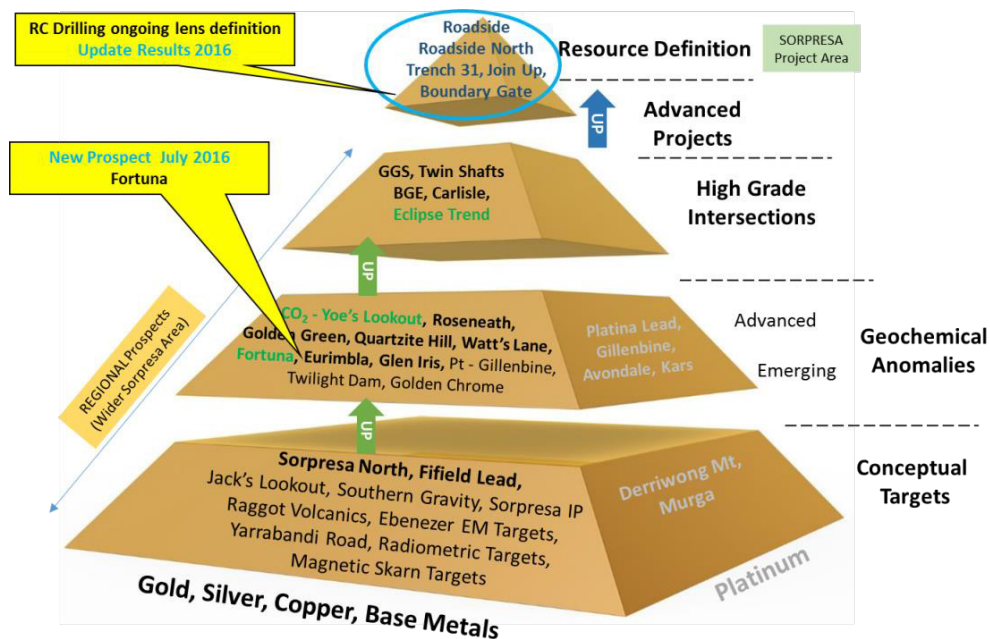 RC Drilling ongoing lens definition
Update Results 2016
Roadside
Roadside North
Trench 31, Join Up,
Boundary Gate
Resource Definition
SORPRESA
Project Area
UP
Advanced
Projects
New Prospect July 2016
Fortuna
GGS, Twin Shafts
BGE, Carlisle,
Eclipse Trend
High Grade
Intersections
UP
REGIONAL Prospects
(Wider Sorpresa Area)
CO₂ - Yoe's Lookout, Roseneath,
Golden Green, Quartzite Hill, Watt's Lane,
Fortuna, Eurimbla, Glen Iris, Pt - Gillenbine,
Twilight Dam, Golden Chrome
Platina Lead,
Gillenbine,
Avondale, Kars
Advanced
Emerging
Geochemical
Anomalies
UP
Sorpresa North, Fifield Lead,
Jack's Lookout, Southern Gravity, Sorpresa IP
Raggot Volcanics, Ebenezer EM Targets,
Yarrabandi Road, Radiometric Targets,
Magnetic Skarn Targets
Derriwong Mt,
Murga
Conceptual
Targets
Gold, Silver, Copper, Base Metals
Platinum